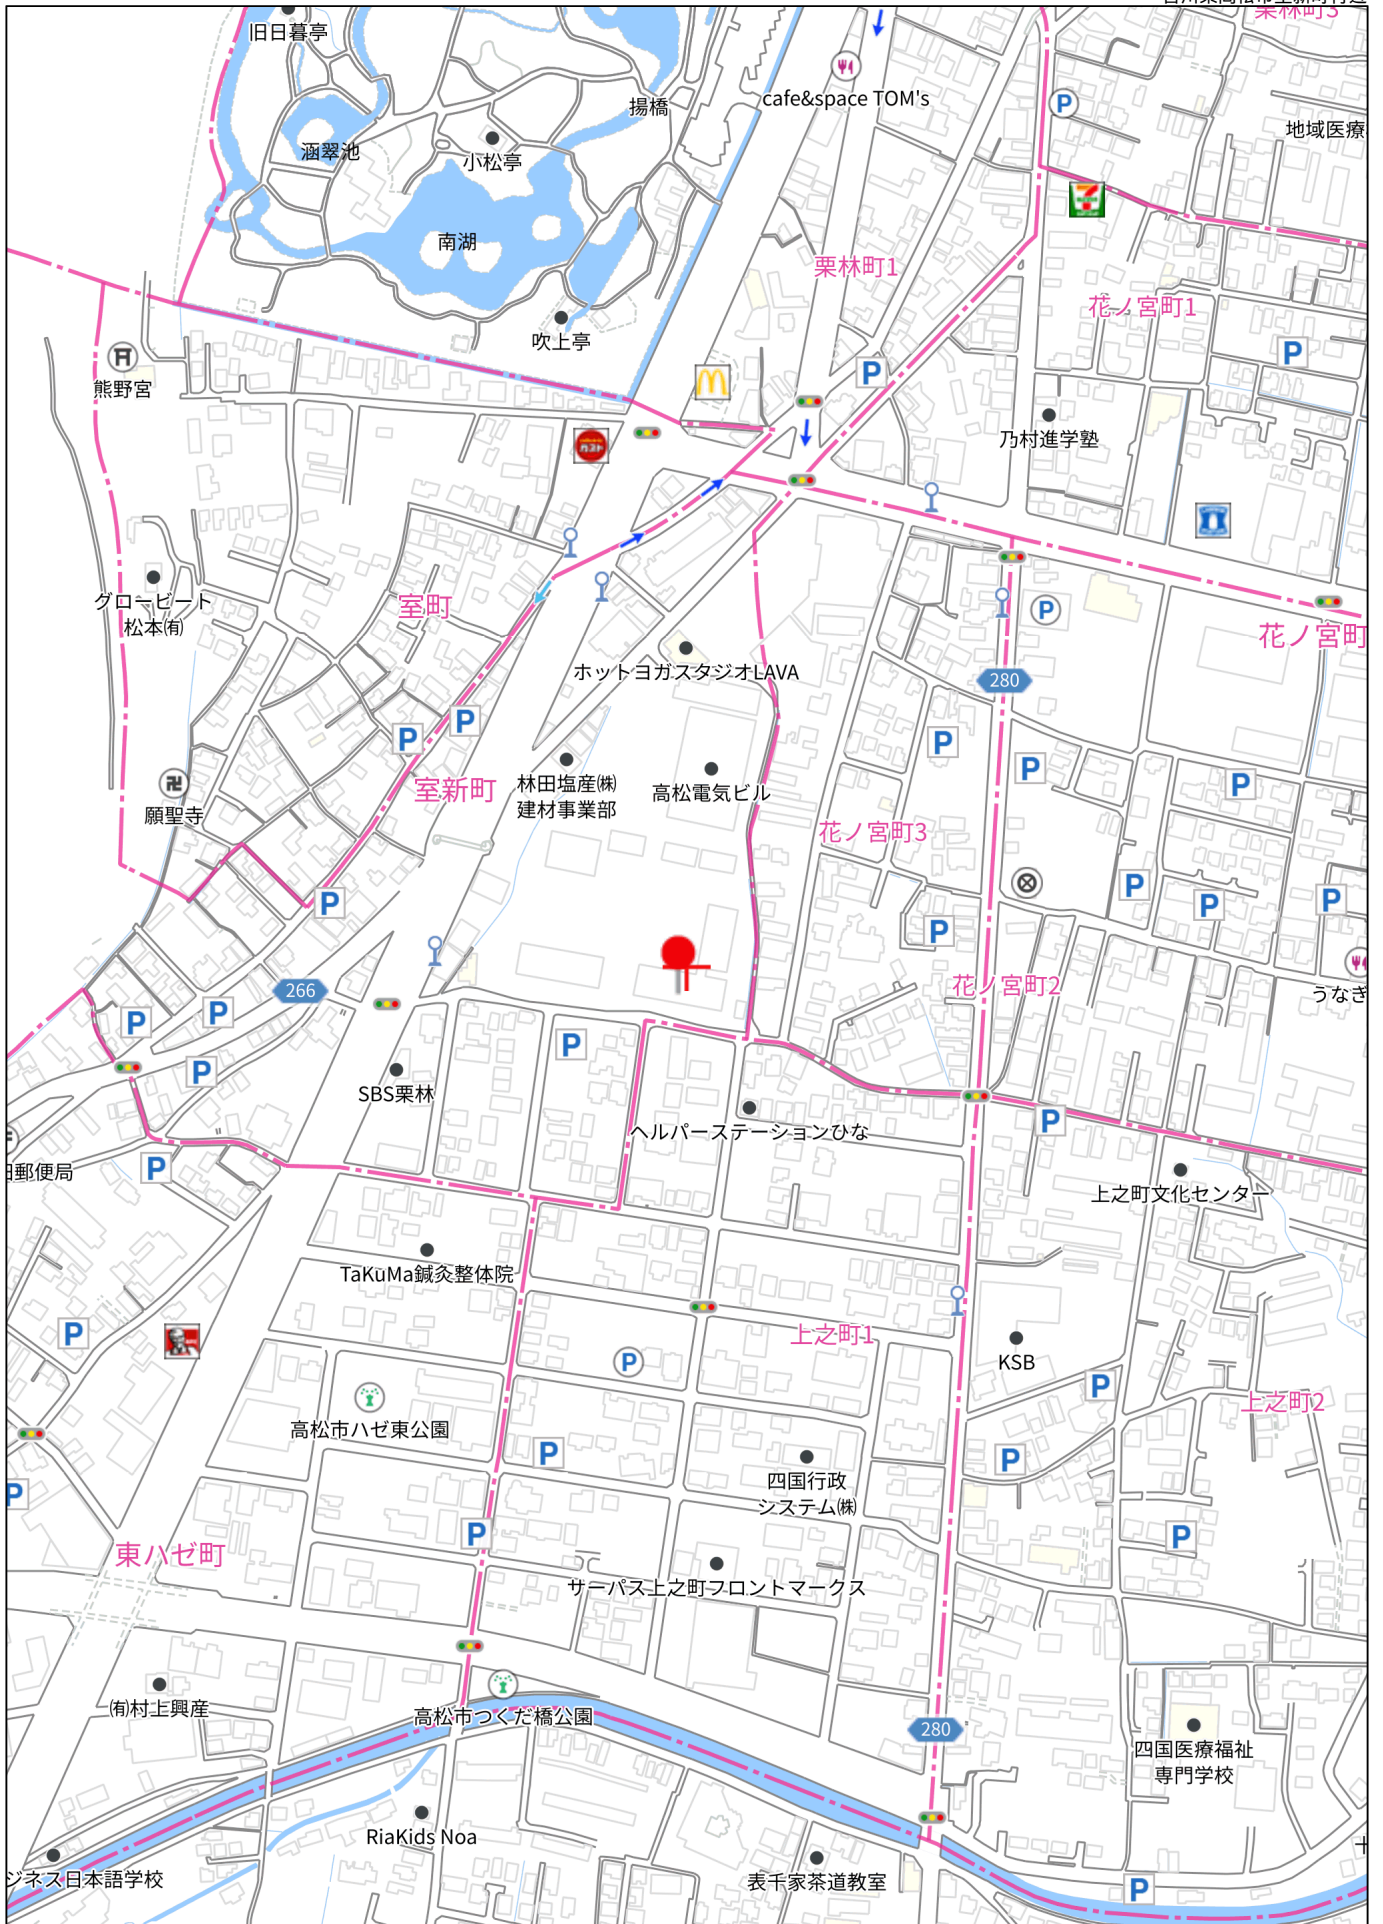 栗林町3
旧日暮亭
cafe&space TOM's
揚橋
P
地域医療
涵翠池
小松亭
南湖
栗林町1
花ノ宮町1
吹上亭
P
P
熊野宮
乃村進学塾
ガスト
グロービート
松本㈲
室町
P
花ノ宮町
ホットヨガスタジオLAVA
280
P
P
P
P
P
室新町
林田塩産㈱
建材事業部
高松電気ビル
願聖寺
花ノ宮町3
P
P
P
P
P
266
花ノ宮町2
うなぎ
P
P
P
P
SBS栗林
ヘルパーステーションひな
P
田郵便局
P
上之町文化センター
TaKuMa鍼灸整体院
P
上之町1
KSB
P
P
上之町2
高松市ハゼ東公園
P
P
四国行政
システム㈱
P
P
P
東ハゼ町
サーパス上之町フロントマークス
㈲村上興産
高松市つくだ橋公園
280
四国医療福祉
専門学校
RiaKids Noa
ジネス日本語学校
表千家茶道教室
P